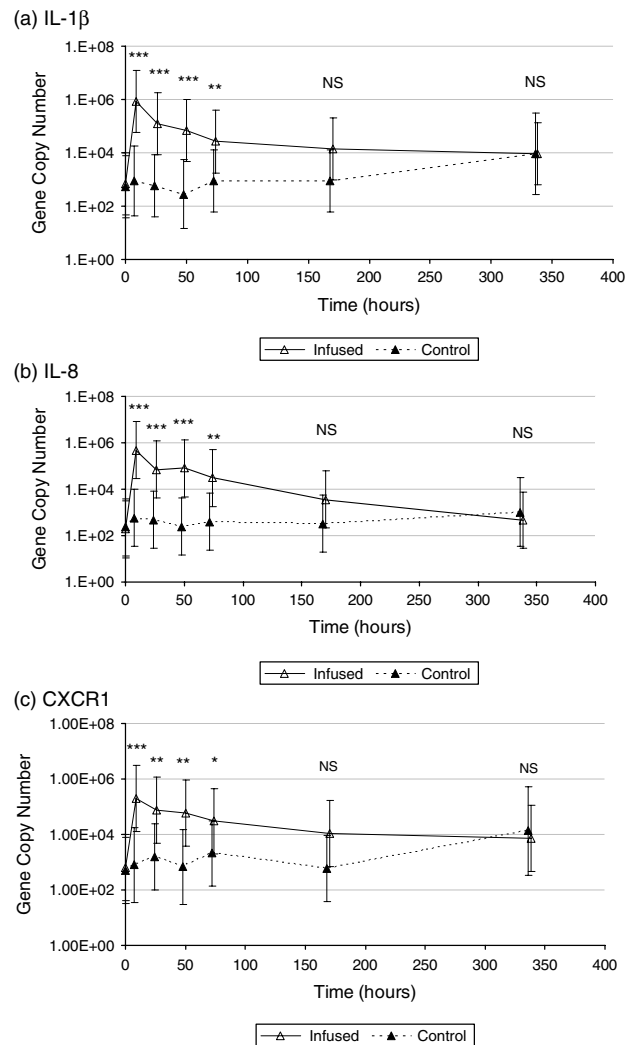 (a) IL-1β
1.E+08
*** *** *** ** NS NS
1.E+06
1.E+04
1.E+02
1.E+00
Gene Copy Number
0 50 100 150 200 250 300 350 400
Time (hours)
Infused Control
(b) IL-8
1.E+08
*** *** *** ** NS NS
1.E+06
1.E+04
1.E+02
1.E+00
Gene Copy Number
0 50 100 150 200 250 300 350 400
Time (hours)
Infused Control
(c) CXCR1
1.00E+08
*** ** ** * NS NS
1.00E+06
1.00E+04
1.00E+02
1.00E+00
Gene Copy Number
0 50 100 150 200 250 300 350 400
Time (hours)
Infused Control